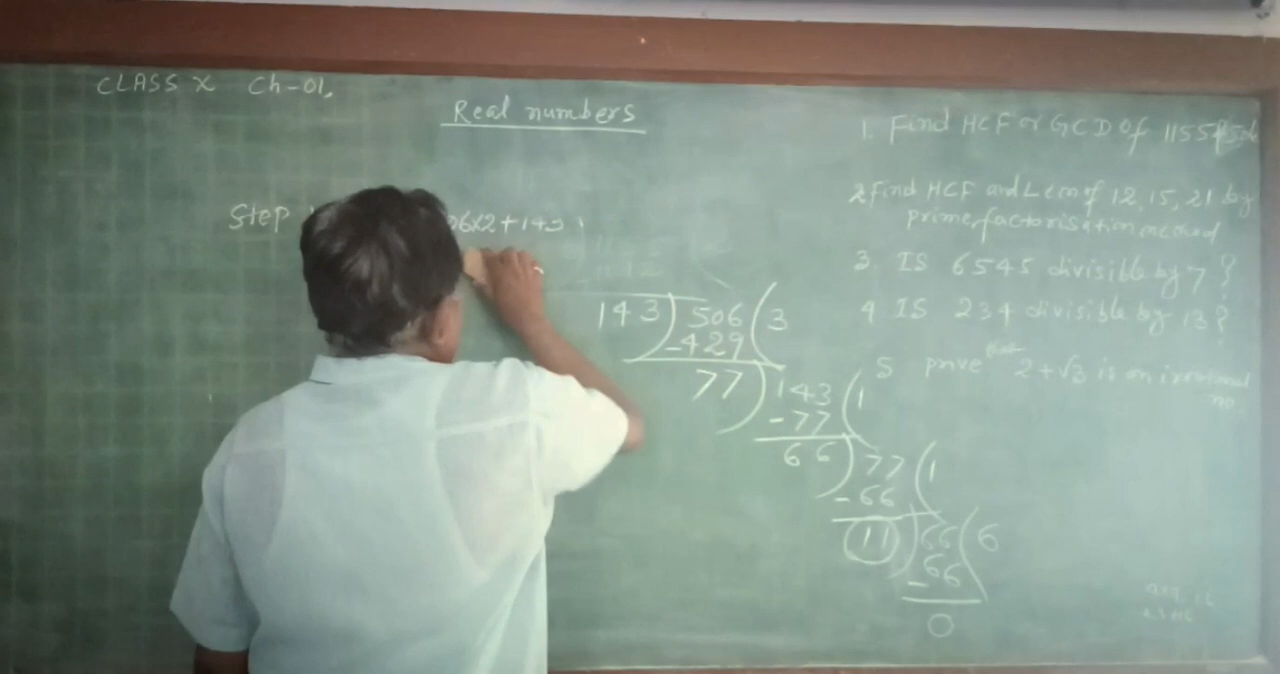 CLASS X Ch-01,
Real numbers
Step
06x2+143
143) 506 (3
-429
77) 143 (1
-77
66) 77 (1
-66
11) 66 (6
-66
0
1. Find HCF or GCD of 1155
2. Find HCF and Lcm of 12, 15, 21 by
prime factorisation
3. IS 6545 divisible by 7 ?
4 IS 234 divisible by 13 ?
5 prove that 2+√3 is an irrational
no.